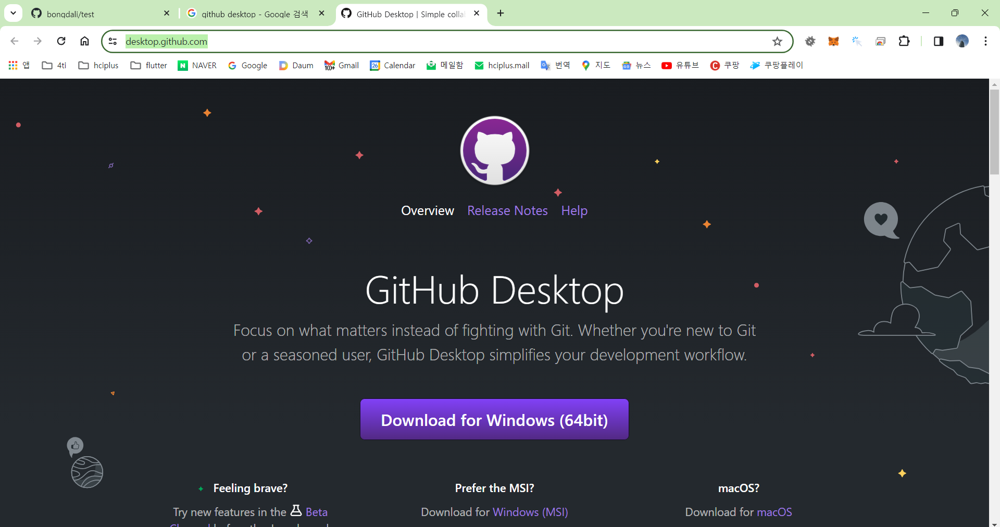 bongdali/test
github desktop - Google 검색
GitHub Desktop | Simple colla
desktop.github.com
앱
4ti
hciplus
flutter
N
NAVER
Google
Daum
100+
Gmail
26
Calendar
메일함
hciplus.mail
번역
지도
뉴스
유튜브
쿠팡
쿠팡플레이
Overview
Release Notes
Help
GitHub Desktop
Focus on what matters instead of fighting with Git. Whether you're new to Git
or a seasoned user, GitHub Desktop simplifies your development workflow.
Download for Windows (64bit)
Feeling brave?
Try new features in the Beta
Prefer the MSI?
Download for Windows (MSI)
macOS?
Download for macOS